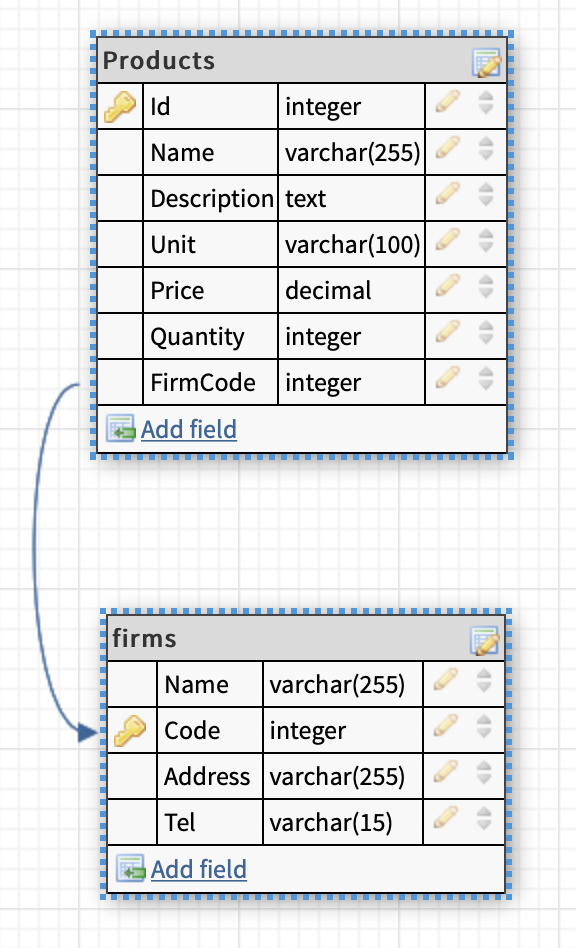 Products
Id integer
Name varchar(255)
Description text
Unit varchar(100)
Price decimal
Quantity integer
FirmCode integer
Add field
firms
Name varchar(255)
Code integer
Address varchar(255)
Tel varchar(15)
Add field